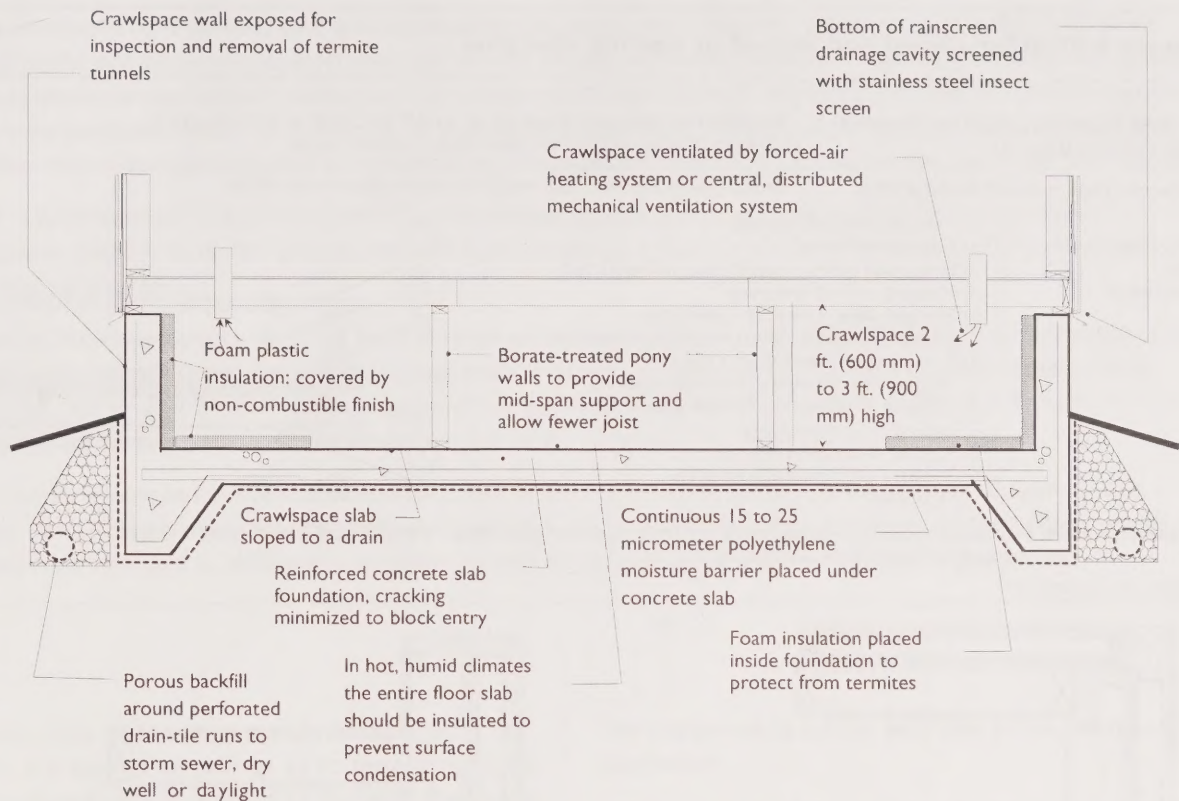 Crawlspace wall exposed for
inspection and removal of termite
tunnels
Bottom of rainscreen
drainage cavity screened
with stainless steel insect
screen
Crawlspace ventilated by forced-air
heating system or central, distributed
mechanical ventilation system
Foam plastic
insulation: covered by
non-combustible finish
Borate-treated pony
walls to provide
mid-span support and
allow fewer joist
Crawlspace 2
ft. (600 mm)
to 3 ft. (900
mm) high
Crawlspace slab
sloped to a drain
Continuous 15 to 25
micrometer polyethylene
moisture barrier placed under
concrete slab
Reinforced concrete slab
foundation, cracking
minimized to block entry
Foam insulation placed
inside foundation to
protect from termites
In hot, humid climates
the entire floor slab
should be insulated to
prevent surface
condensation
Porous backfill
around perforated
drain-tile runs to
storm sewer, dry
well or daylight